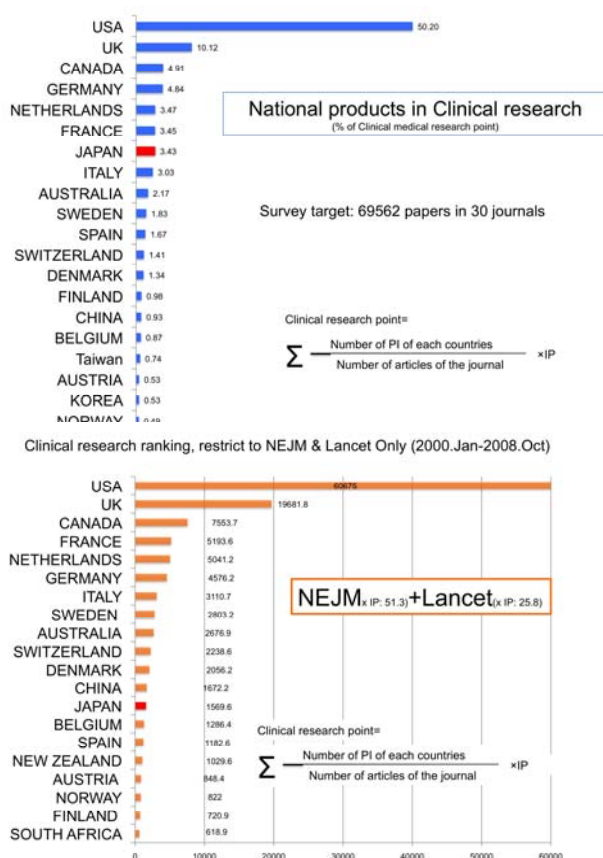 USA 50.20
UK 10.12
CANADA 4.91
GERMANY 4.84
NETHERLANDS 3.47
FRANCE 3.45
JAPAN 3.43
ITALY 3.03
AUSTRALIA 2.17
SWEDEN 1.83
SPAIN 1.67
SWITZERLAND 1.41
DENMARK 1.34
FINLAND 0.98
CHINA 0.93
BELGIUM 0.87
Taiwan 0.74
AUSTRIA 0.53
KOREA 0.53
NORWAY 0.49
National products in Clinical research
(% of Clinical medical research point)
Survey target: 69562 papers in 30 journals
Clinical research point=
Number of PI of each countries
Σ ×IP
Number of articles of the journal
Clinical research ranking, restrict to NEJM & Lancet Only (2000.Jan-2008.Oct)
USA 60675
UK 19681.8
CANADA 7553.7
FRANCE 5193.6
NETHERLANDS 5041.2
GERMANY 4576.2
ITALY 3110.7
SWEDEN 2803.2
AUSTRALIA 2676.9
SWITZERLAND 2238.6
DENMARK 2056.2
CHINA 1672.2
JAPAN 1569.6
BELGIUM 1286.4
SPAIN 1182.6
NEW ZEALAND 1029.6
AUSTRIA 848.4
NORWAY 822
FINLAND 720.9
SOUTH AFRICA 618.9
NEJM x IP: 51.3)+Lancet(x IP: 25.8)
Clinical research point=
Number of PI of each countries
Σ ×IP
Number of articles of the journal
0 10000 20000 30000 40000 50000 60000